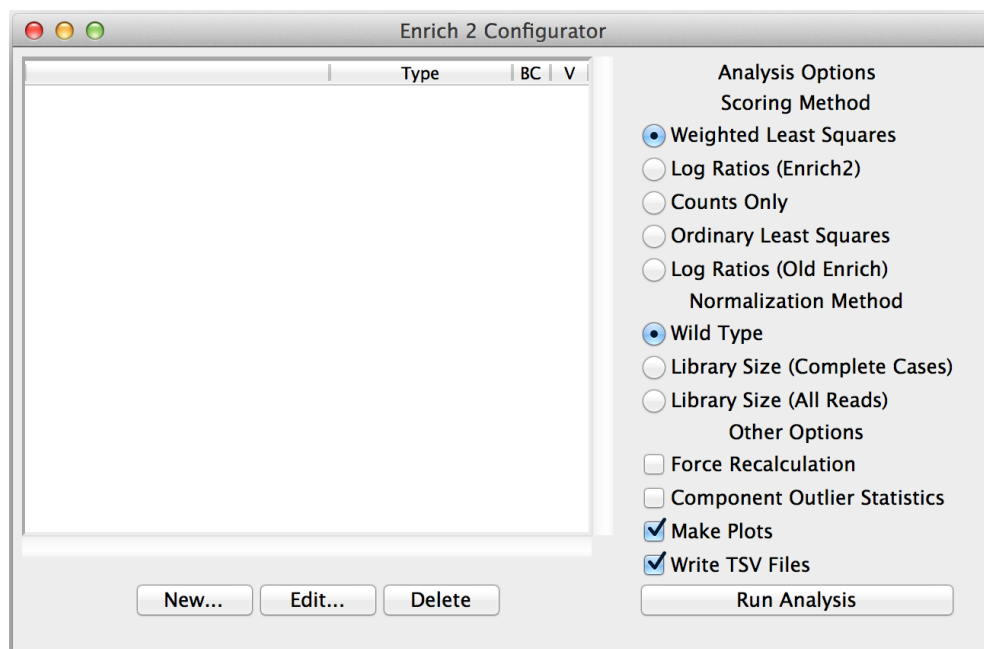 Enrich 2 Configurator
Type BC V
Analysis Options
Scoring Method
Weighted Least Squares
Log Ratios (Enrich2)
Counts Only
Ordinary Least Squares
Log Ratios (Old Enrich)
Normalization Method
Wild Type
Library Size (Complete Cases)
Library Size (All Reads)
Other Options
Force Recalculation
Component Outlier Statistics
Make Plots
Write TSV Files
New... Edit... Delete
Run Analysis